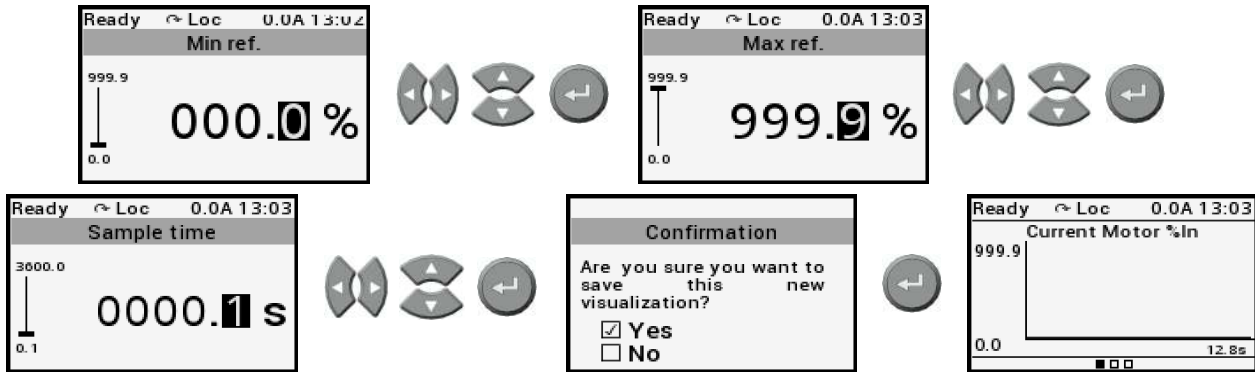 Ready Loc 0.0A 13:02
Min ref.
999.9
000.0 %
0.0
Ready Loc 0.0A 13:03
Max ref.
999.9
999.9 %
0.0
Ready Loc 0.0A 13:03
Sample time
3600.0
0000.1 s
0.1
Confirmation
Are you sure you want to
save this new
visualization?
☑ Yes
☐ No
Ready Loc 0.0A 13:03
Current Motor %In
999.9
0.0
12.8s